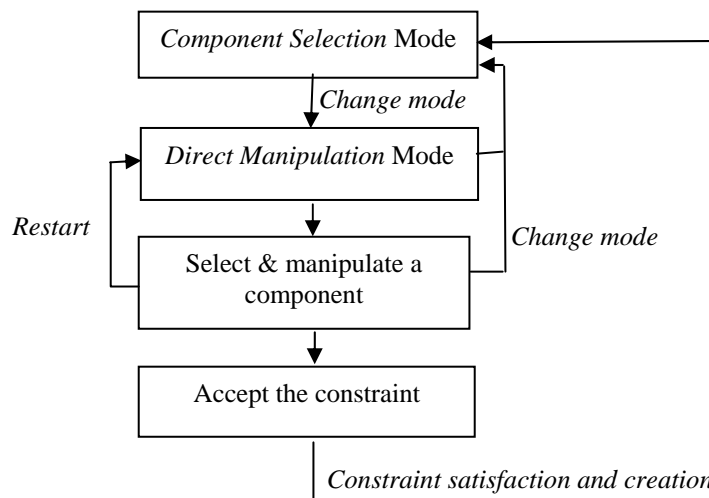 Component Selection Mode
Change mode
Direct Manipulation Mode
Restart
Change mode
Select & manipulate a
component
Accept the constraint
Constraint satisfaction and creation